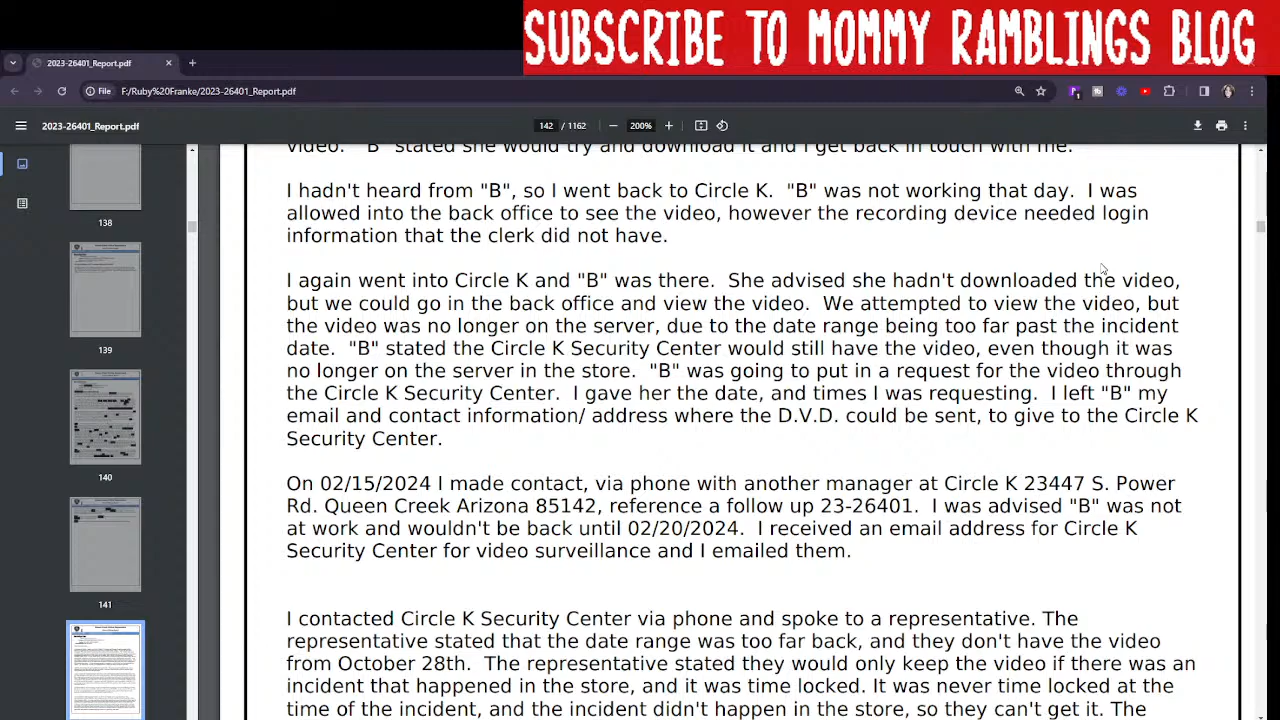 SUBSCRIBE TO MOMMY RAMBLINGS BLOG
2023-26401_Report.pdf
File F:/Ruby%20Franke/2023-26401_Report.pdf
2023-26401_Report.pdf 142 / 1162 200%
video. "B" stated she would try and download it and I get back in touch with me.
I hadn't heard from "B", so I went back to Circle K. "B" was not working that day. I was
allowed into the back office to see the video, however the recording device needed login
information that the clerk did not have.
I again went into Circle K and "B" was there. She advised she hadn't downloaded the video,
but we could go in the back office and view the video. We attempted to view the video, but
the video was no longer on the server, due to the date range being too far past the incident
date. "B" stated the Circle K Security Center would still have the video, even though it was
no longer on the server in the store. "B" was going to put in a request for the video through
the Circle K Security Center. I gave her the date, and times I was requesting. I left "B" my
email and contact information/ address where the D.V.D. could be sent, to give to the Circle K
Security Center.
On 02/15/2024 I made contact, via phone with another manager at Circle K 23447 S. Power
Rd. Queen Creek Arizona 85142, reference a follow up 23-26401. I was advised "B" was not
at work and wouldn't be back until 02/20/2024. I received an email address for Circle K
Security Center for video surveillance and I emailed them.
I contacted Circle K Security Center via phone and spoke to a representative. The
representative stated that the date range was too far back, and they don't have the video
from October 28th. The representative stated they would only keep the video if there was an
incident that happened in the store, and it was time locked. It was never time locked at the
time of the incident, and the incident didn't happen in the store, so they can't get it. The
138
139
140
141